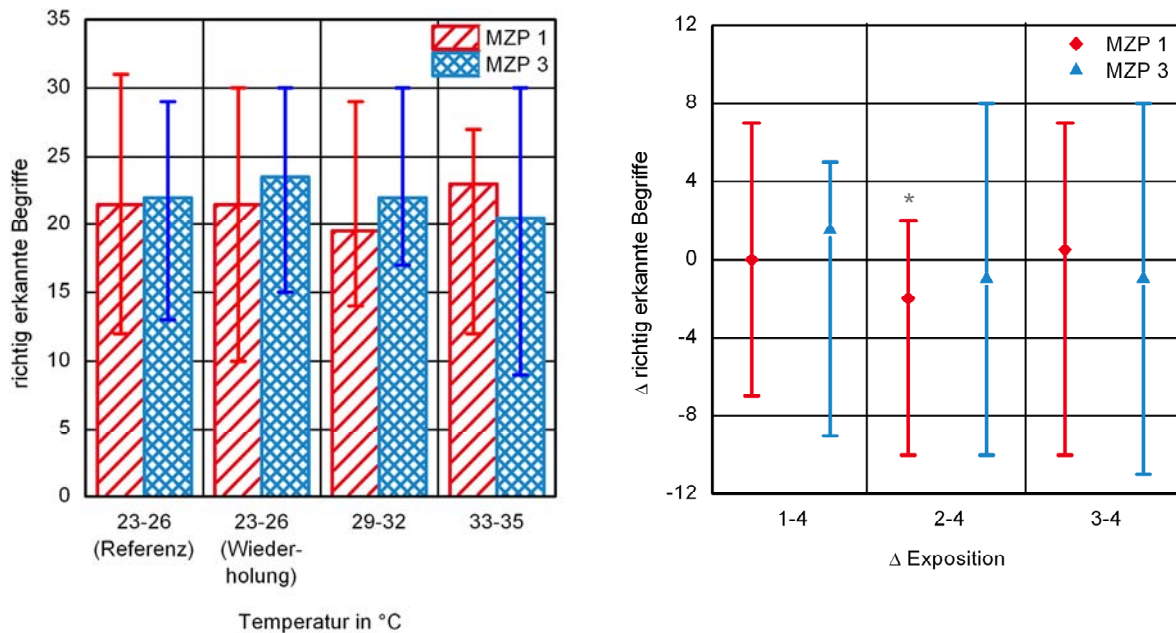 35
30
25
20
15
10
5
0
richtig erkannte Begriffe
MZP 1
MZP 3
23-26
(Referenz)
23-26
(Wieder-
holung)
29-32
33-35
Temperatur in °C
12
8
4
0
-4
-8
-12
Δ richtig erkannte Begriffe
MZP 1
MZP 3
*
1-4
2-4
3-4
Δ Exposition